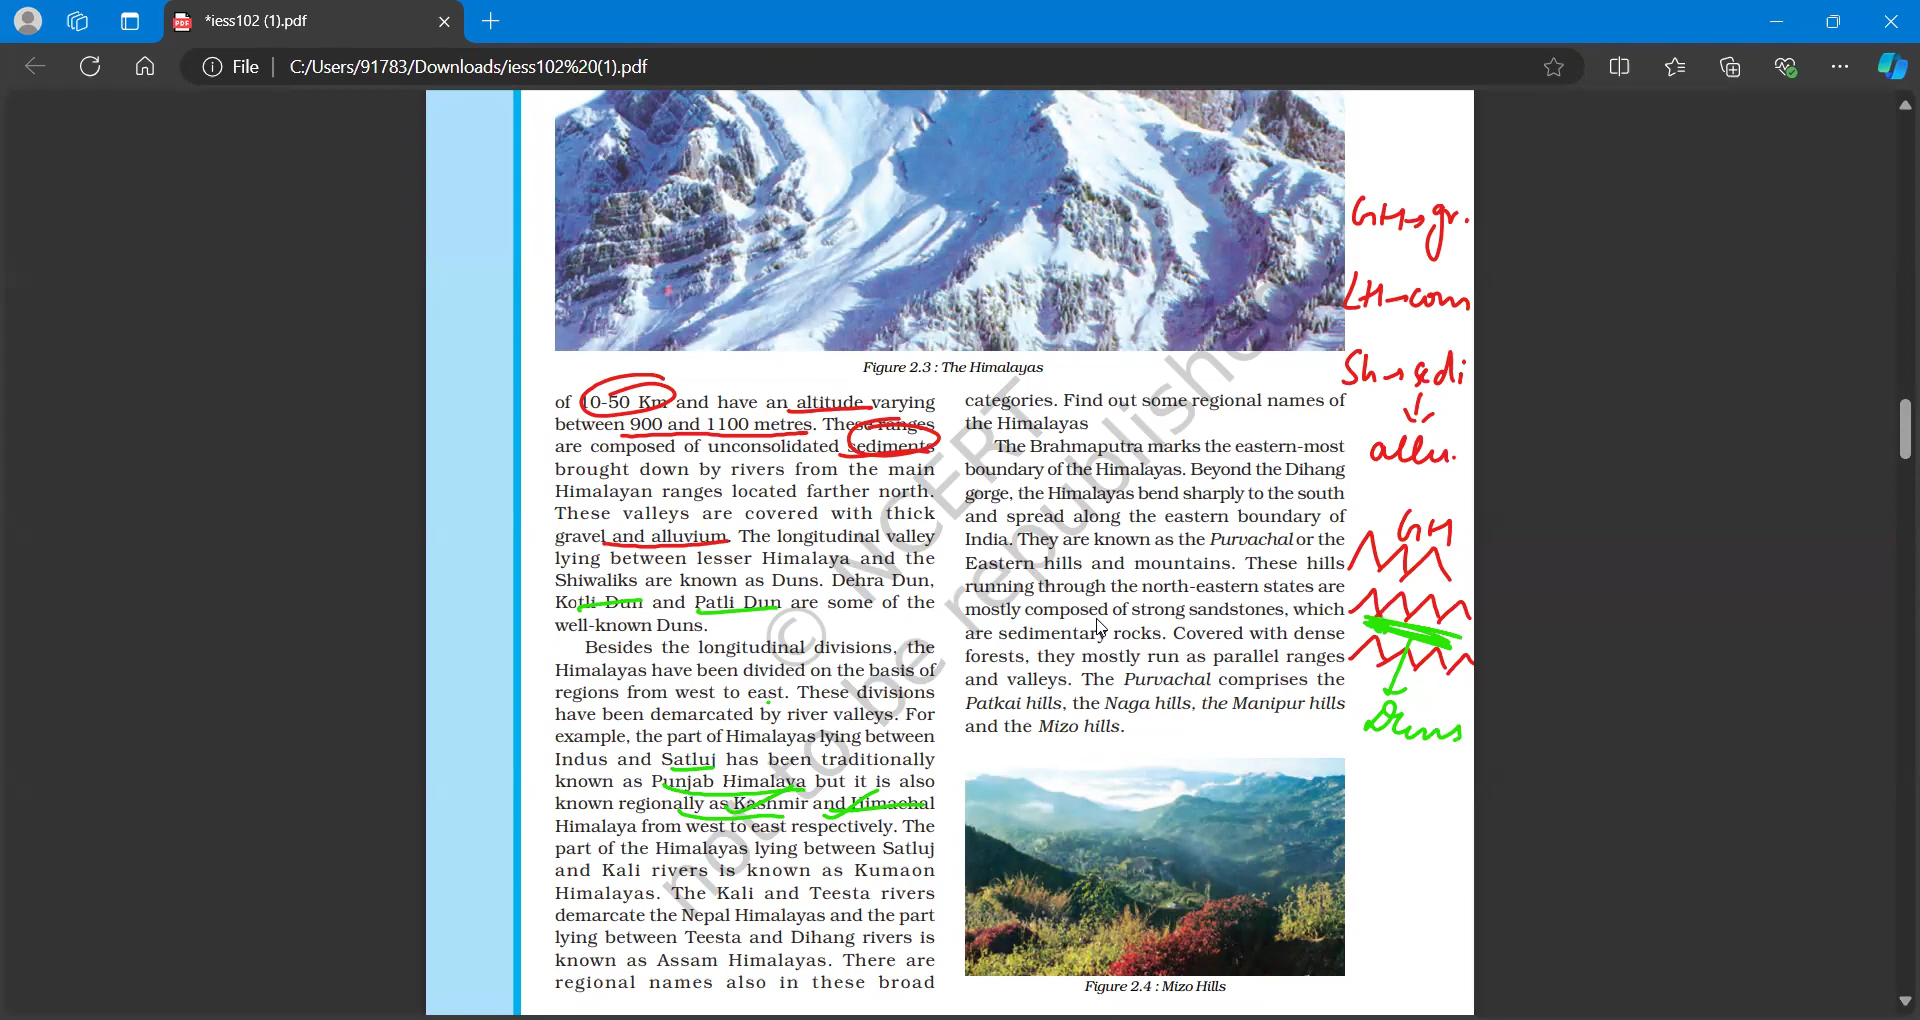 *iess102 (1).pdf
File
C:/Users/91783/Downloads/iess102%20(1).pdf
Figure 2.3 : The Himalayas
of 10-50 Km and have an altitude varying
between 900 and 1100 metres. These ranges
are composed of unconsolidated sediments
brought down by rivers from the main
Himalayan ranges located farther north.
These valleys are covered with thick
gravel and alluvium. The longitudinal valley
lying between lesser Himalaya and the
Shiwaliks are known as Duns. Dehra Dun,
Kotli Dun and Patli Dun are some of the
well-known Duns.
Besides the longitudinal divisions, the
Himalayas have been divided on the basis of
regions from west to east. These divisions
have been demarcated by river valleys. For
example, the part of Himalayas lying between
Indus and Satluj has been traditionally
known as Punjab Himalaya but it is also
known regionally as Kashmir and Himachal
Himalaya from west to east respectively. The
part of the Himalayas lying between Satluj
and Kali rivers is known as Kumaon
Himalayas. The Kali and Teesta rivers
demarcate the Nepal Himalayas and the part
lying between Teesta and Dihang rivers is
known as Assam Himalayas. There are
regional names also in these broad
categories. Find out some regional names of
the Himalayas
The Brahmaputra marks the eastern-most
boundary of the Himalayas. Beyond the Dihang
gorge, the Himalayas bend sharply to the south
and spread along the eastern boundary of
India. They are known as the Purvachal or the
Eastern hills and mountains. These hills
running through the north-eastern states are
mostly composed of strong sandstones, which
are sedimentary rocks. Covered with dense
forests, they mostly run as parallel ranges
and valleys. The Purvachal comprises the
Patkai hills, the Naga hills, the Manipur hills
and the Mizo hills.
Figure 2.4 : Mizo Hills
GH→gr.
LH→com
Sh→sedi
allu.
GH
Duns
© NCERT
not to be republished